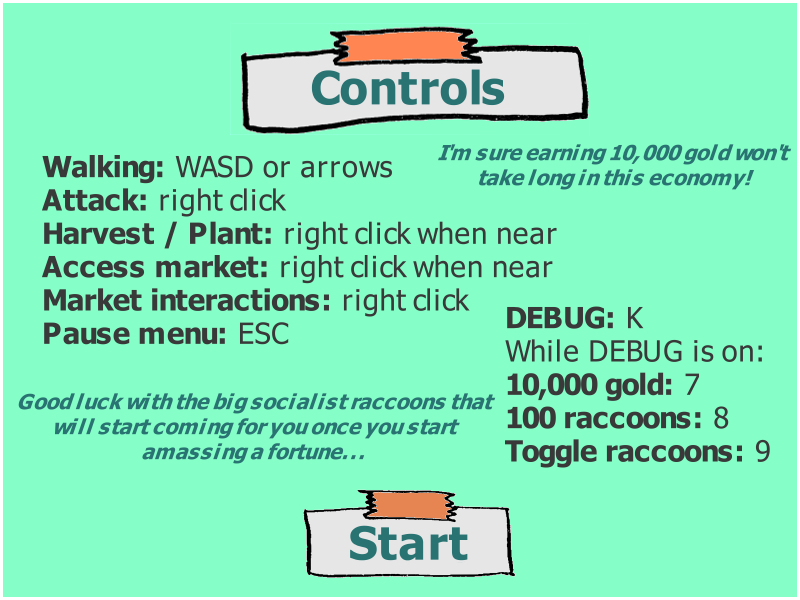 Controls
I'm sure earning 10,000 gold won't
take long in this economy!
Walking: WASD or arrows
Attack: right click
Harvest / Plant: right click when near
Access market: right click when near
Market interactions: right click
Pause menu: ESC
DEBUG: K
While DEBUG is on:
10,000 gold: 7
100 raccoons: 8
Toggle raccoons: 9
Good luck with the big socialist raccoons that
will start coming for you once you start
amassing a fortune...
Start